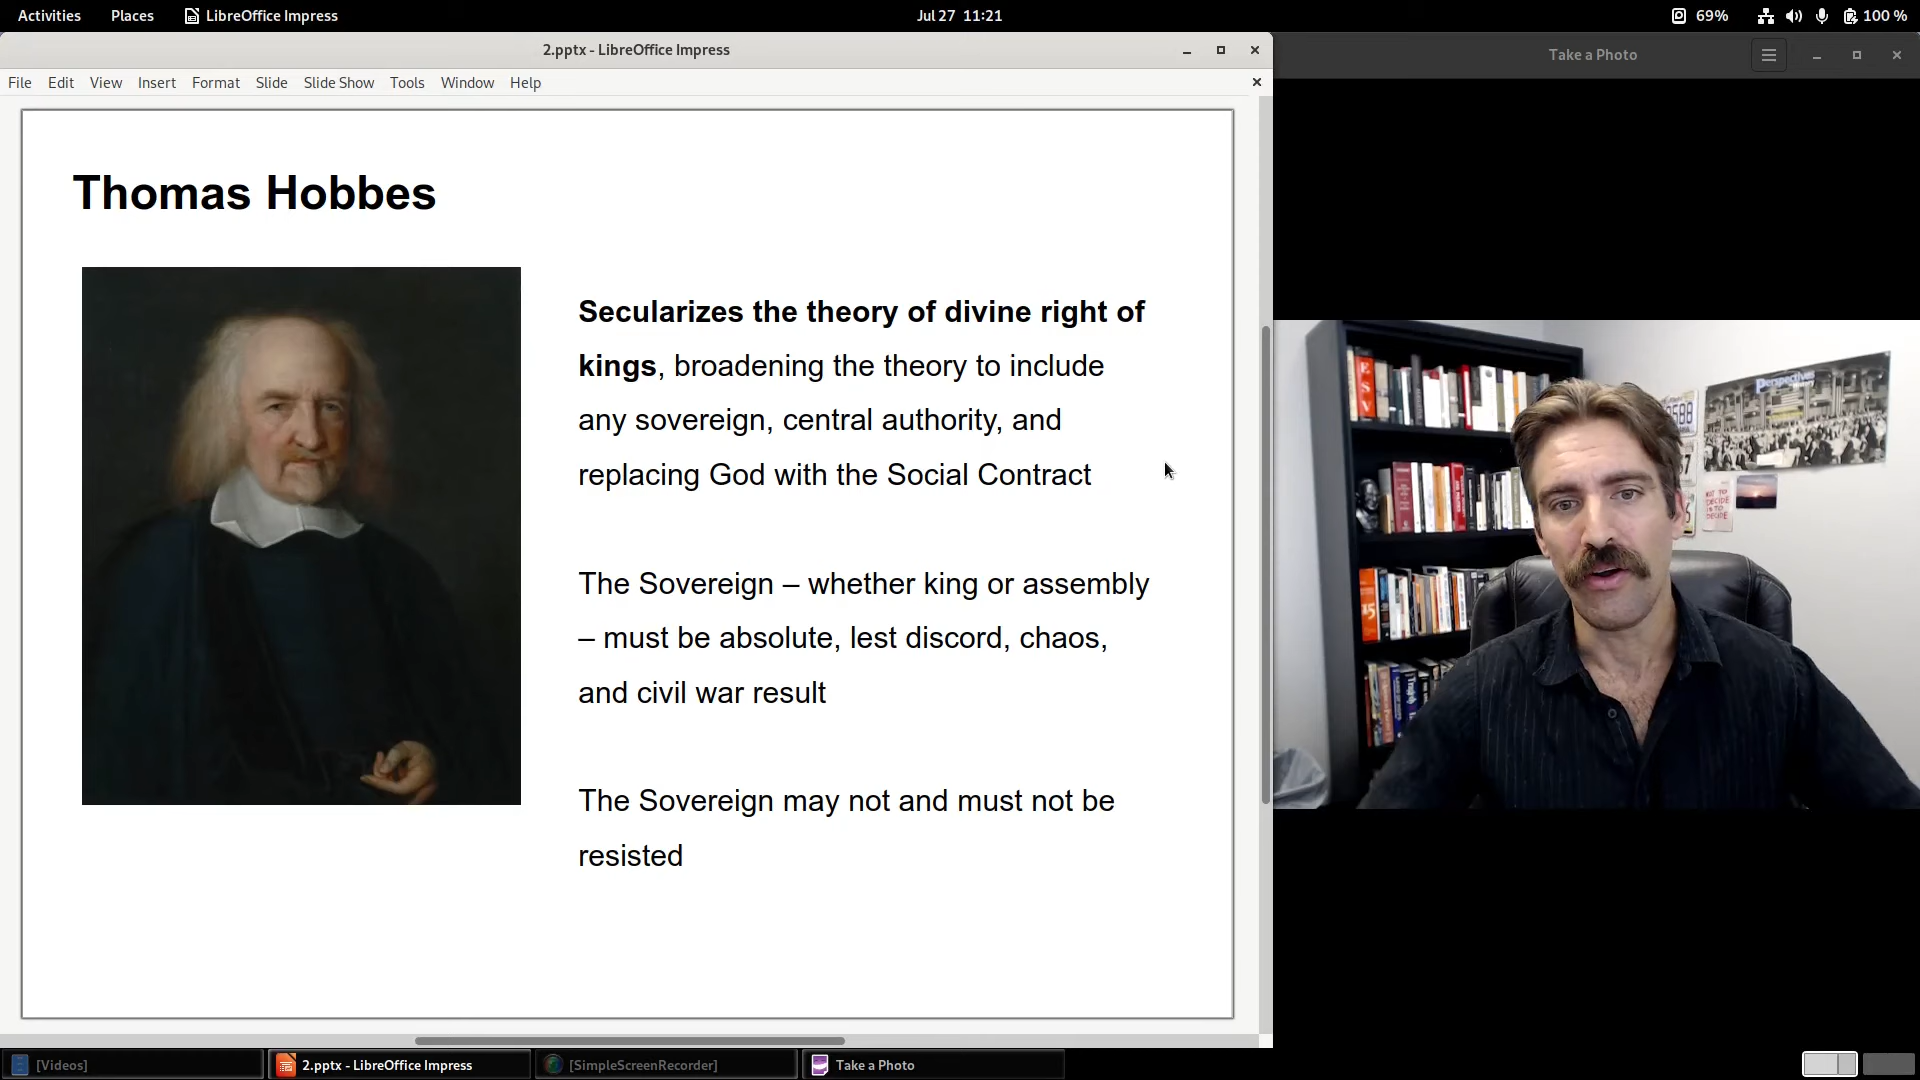 Activities Places LibreOffice Impress Jul 27 11:21 69% 100 %
2.pptx - LibreOffice Impress
Take a Photo
File Edit View Insert Format Slide Slide Show Tools Window Help
Thomas Hobbes
Secularizes the theory of divine right of
kings, broadening the theory to include
any sovereign, central authority, and
replacing God with the Social Contract
The Sovereign – whether king or assembly
– must be absolute, lest discord, chaos,
and civil war result
The Sovereign may not and must not be
resisted
Perspectives
[Videos] 2.pptx - LibreOffice Impress [SimpleScreenRecorder] Take a Photo